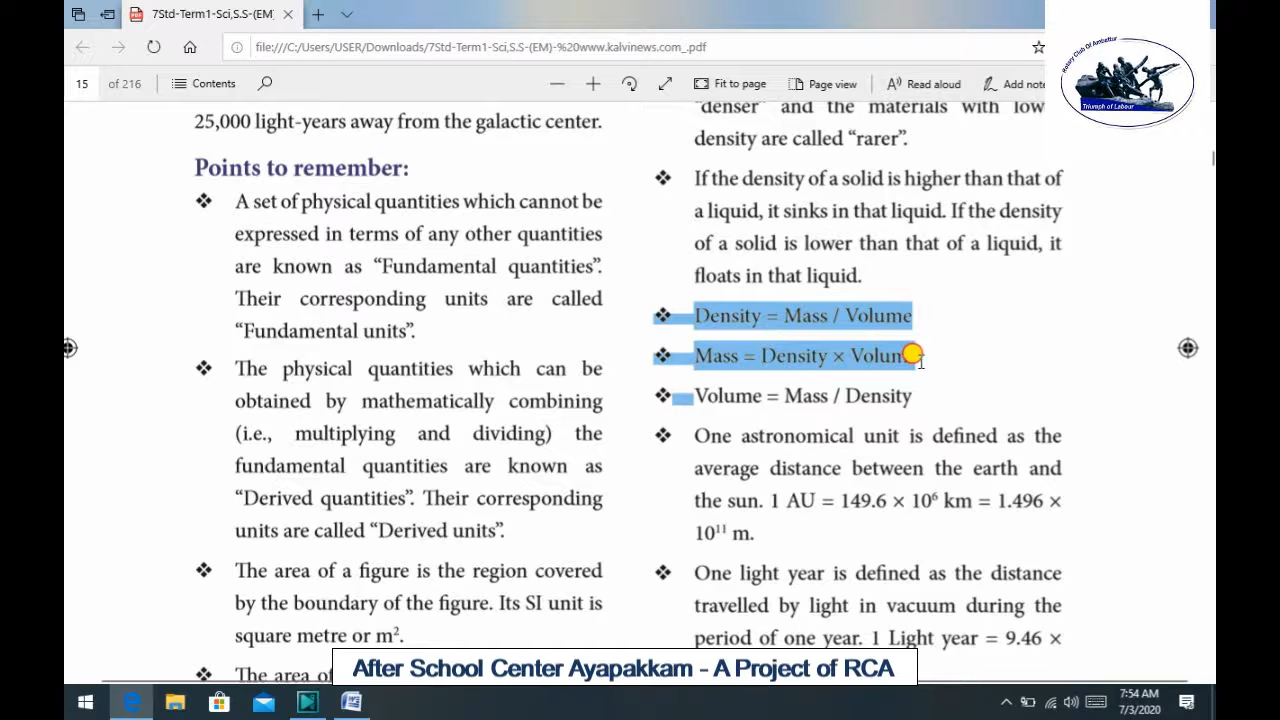 7Std-Term1-Sci,S.S-(EM)
file:///C:/Users/USER/Downloads/7Std-Term1-Sci,S.S-(EM)-%20www.kalvinews.com_.pdf
Rotary Club Of Ambattur
Triumph of Labour
15 of 216 Contents Fit to page Page view Read aloud Add note
25,000 light-years away from the galactic center.
Points to remember:
❖ A set of physical quantities which cannot be
expressed in terms of any other quantities
are known as “Fundamental quantities”.
Their corresponding units are called
“Fundamental units”.
❖ The physical quantities which can be
obtained by mathematically combining
(i.e., multiplying and dividing) the
fundamental quantities are known as
“Derived quantities”. Their corresponding
units are called “Derived units”.
❖ The area of a figure is the region covered
by the boundary of the figure. Its SI unit is
square metre or m².
❖ The area of
“denser” and the materials with low
density are called “rarer”.
❖ If the density of a solid is higher than that of
a liquid, it sinks in that liquid. If the density
of a solid is lower than that of a liquid, it
floats in that liquid.
❖ Density = Mass / Volume
❖ Mass = Density × Volum
❖ Volume = Mass / Density
❖ One astronomical unit is defined as the
average distance between the earth and
the sun. 1 AU = 149.6 × 10⁶ km = 1.496 ×
10¹¹ m.
❖ One light year is defined as the distance
travelled by light in vacuum during the
period of one year. 1 Light year = 9.46 ×
After School Center Ayapakkam – A Project of RCA
7:54 AM
7/3/2020